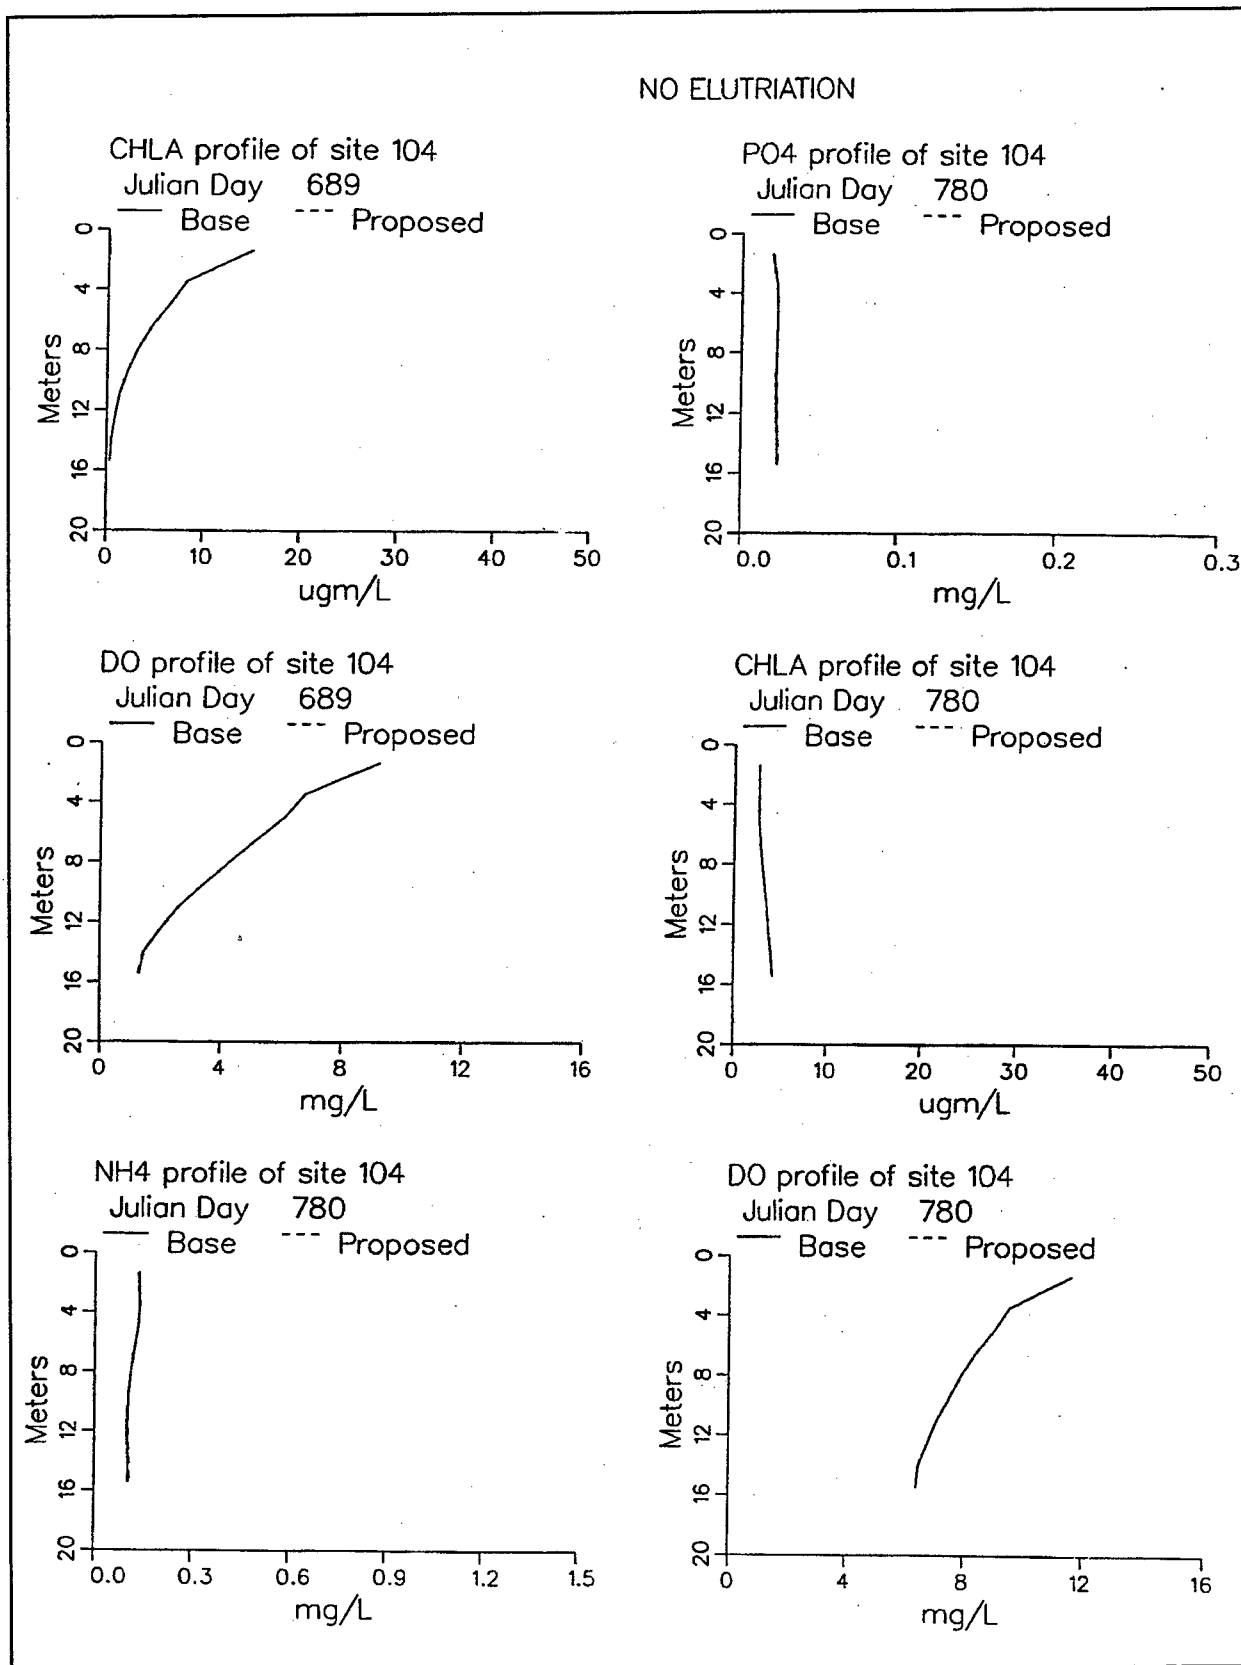 NO ELUTRIATION
CHLA profile of site 104
Julian Day 689
Base Proposed
0
4
8
12
16
20
Meters
0 10 20 30 40 50
ugm/L
PO4 profile of site 104
Julian Day 780
Base Proposed
0
4
8
12
16
20
Meters
0.0 0.1 0.2 0.3
mg/L
DO profile of site 104
Julian Day 689
Base Proposed
0
4
8
12
16
20
Meters
0 4 8 12 16
mg/L
CHLA profile of site 104
Julian Day 780
Base Proposed
0
4
8
12
16
20
Meters
0 10 20 30 40 50
ugm/L
NH4 profile of site 104
Julian Day 780
Base Proposed
0
4
8
12
16
20
Meters
0.0 0.3 0.6 0.9 1.2 1.5
mg/L
DO profile of site 104
Julian Day 780
Base Proposed
0
4
8
12
16
20
Meters
0 4 8 12 16
mg/L